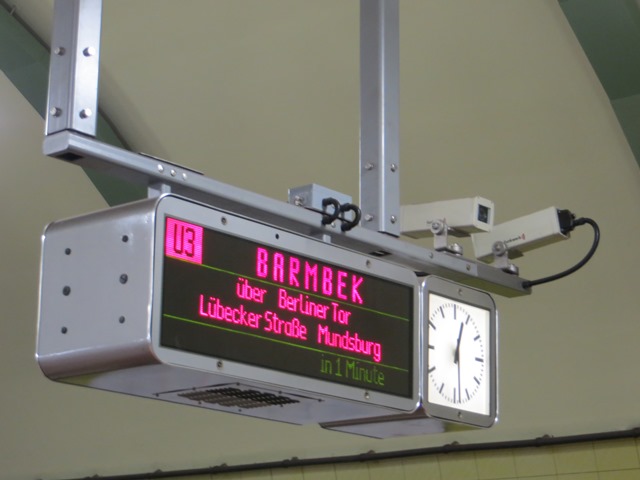 U3
BARMBEK
über Berliner Tor
Lübecker Straße Mundsburg
in 1 Minute